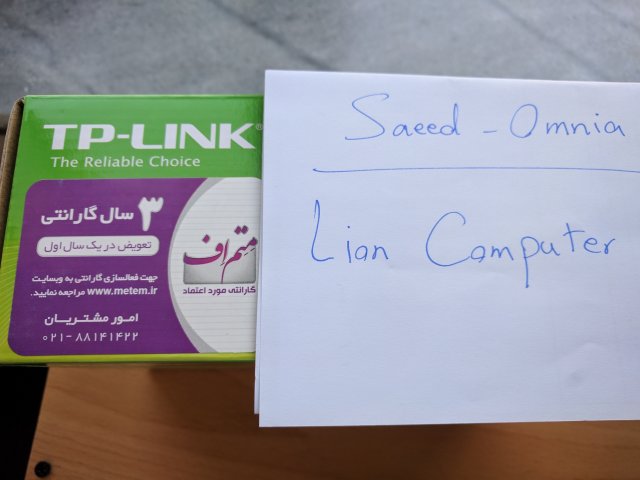 TP-LINK®
The Reliable Choice
۳ سال گارانتی
تعویض در یک سال اول
متم راف
گارانتی مورد اعتماد
جهت فعالسازی گارانتی به وبسایت
www.metem.ir مراجعه نمایید.
امور مشتریان
۰۲۱-۸۸۱۴۱۴۲۲
Saeed - Omnia
Lian Computer